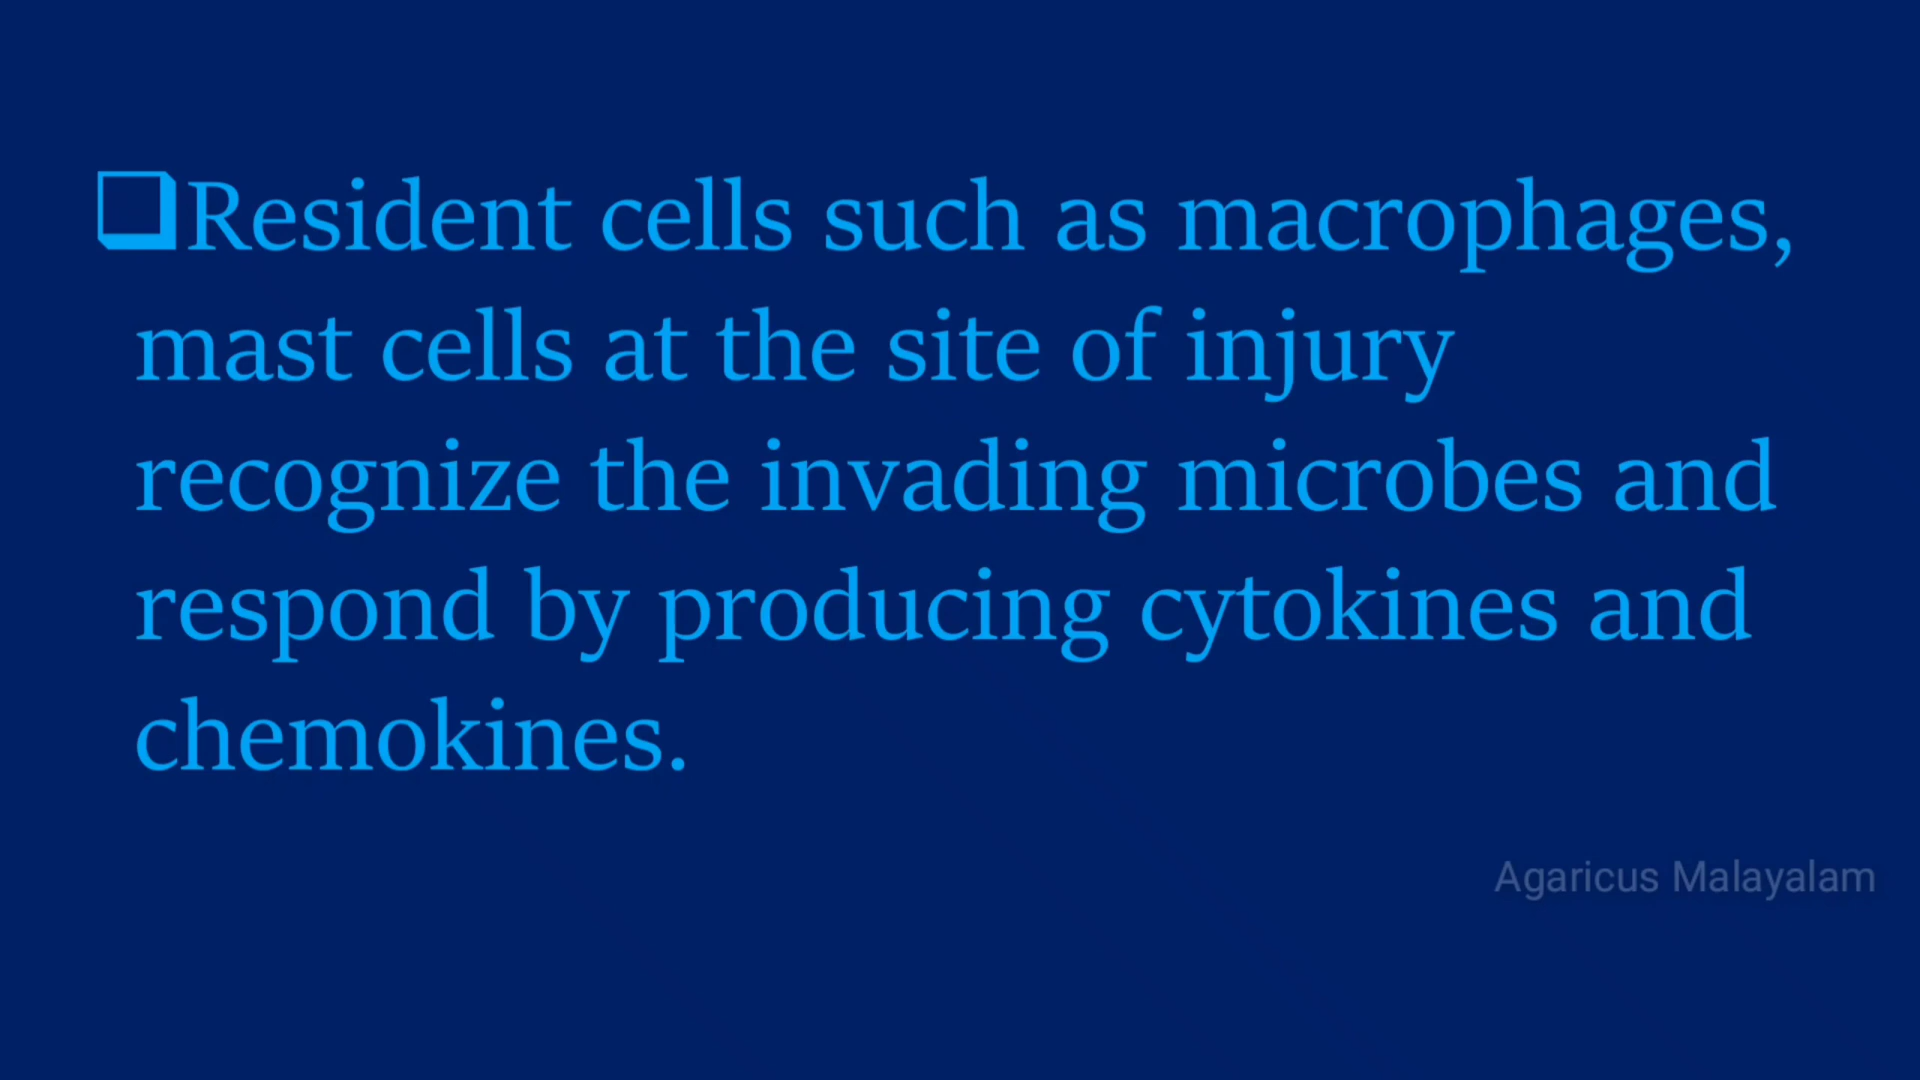 ❑Resident cells such as macrophages,
mast cells at the site of injury
recognize the invading microbes and
respond by producing cytokines and
chemokines.
Agaricus Malayalam